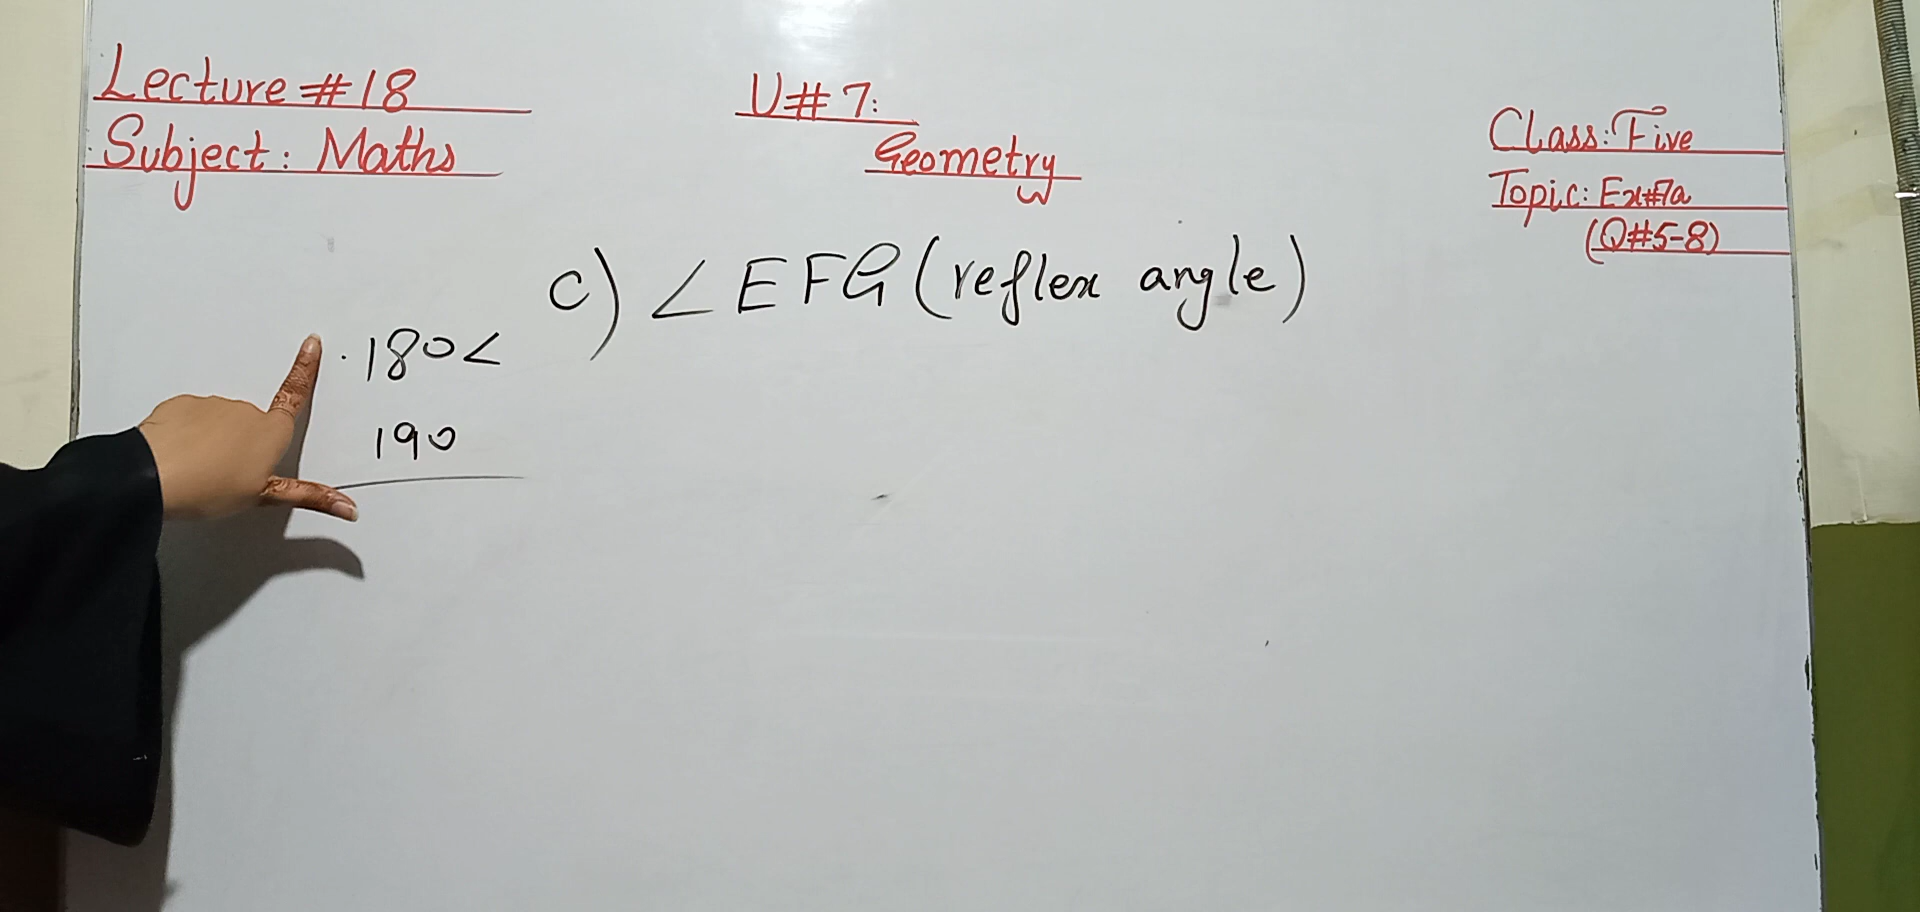 Lecture #18
Subject: Maths
U# 7:
Geometry
Class: Five
Topic: Ex#7a
(Q#5-8)
c) ∠EFG (reflex angle)
180<
190